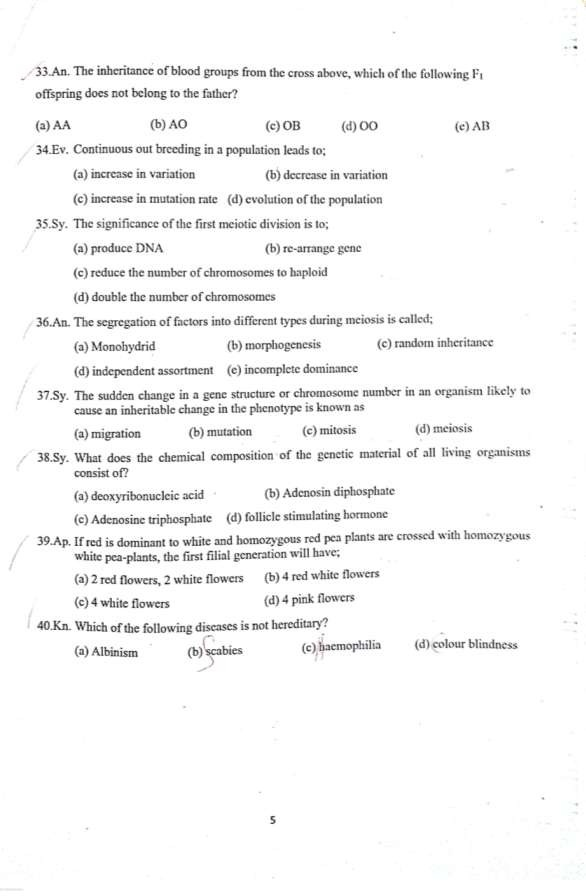 33.An. The inheritance of blood groups from the cross above, which of the following F₁
offspring does not belong to the father?
(a) AA (b) AO (c) OB (d) OO (e) AB
34.Ev. Continuous out breeding in a population leads to;
(a) increase in variation (b) decrease in variation
(c) increase in mutation rate (d) evolution of the population
35.Sy. The significance of the first meiotic division is to;
(a) produce DNA (b) re-arrange gene
(c) reduce the number of chromosomes to haploid
(d) double the number of chromosomes
36.An. The segregation of factors into different types during meiosis is called;
(a) Monohydrid (b) morphogenesis (c) random inheritance
(d) independent assortment (e) incomplete dominance
37.Sy. The sudden change in a gene structure or chromosome number in an organism likely to
cause an inheritable change in the phenotype is known as
(a) migration (b) mutation (c) mitosis (d) meiosis
38.Sy. What does the chemical composition of the genetic material of all living organisms
consist of?
(a) deoxyribonucleic acid (b) Adenosin diphosphate
(c) Adenosine triphosphate (d) follicle stimulating hormone
39.Ap. If red is dominant to white and homozygous red pea plants are crossed with homozygous
white pea-plants, the first filial generation will have;
(a) 2 red flowers, 2 white flowers (b) 4 red white flowers
(c) 4 white flowers (d) 4 pink flowers
40.Kn. Which of the following diseases is not hereditary?
(a) Albinism (b) scabies (c) haemophilia (d) colour blindness
5